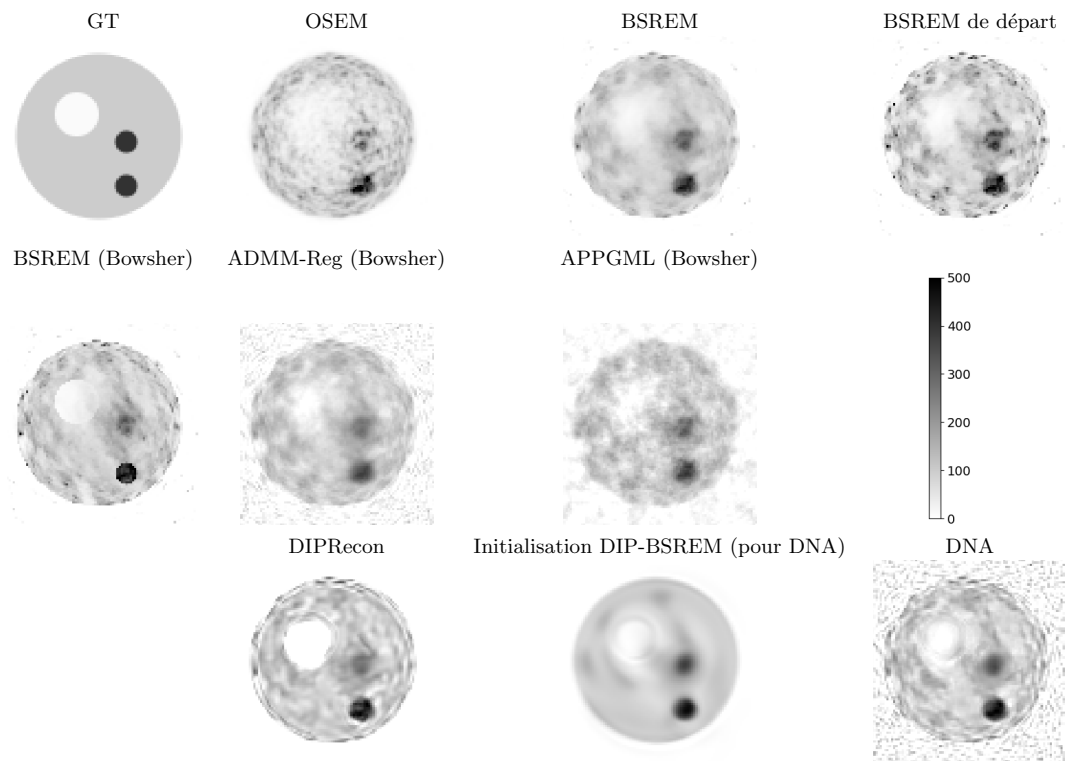 GT
OSEM
BSREM
BSREM de départ
BSREM (Bowsher)
ADMM-Reg (Bowsher)
APPGML (Bowsher)
500
400
300
200
100
0
DIPRecon
Initialisation DIP-BSREM (pour DNA)
DNA